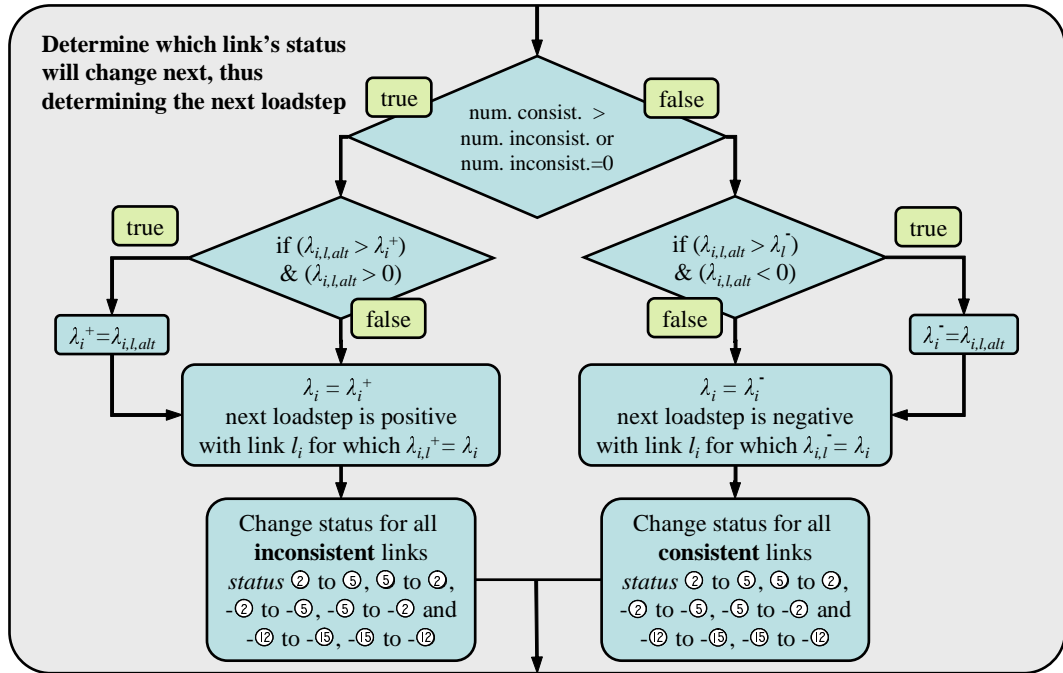 Determine which link's status
will change next, thus
determining the next loadstep
true
false
num. consist. >
num. inconsist. or
num. inconsist.=0
true
if (λi,l,alt > λi+)
& (λi,l,alt > 0)
false
if (λi,l,alt > λl-)
& (λi,l,alt < 0)
true
false
λi+=λi,l,alt
λi-=λi,l,alt
λi = λi+
next loadstep is positive
with link li for which λi,l+= λi
λi = λi-
next loadstep is negative
with link li for which λi,l-= λi
Change status for all
inconsistent links
status ② to ⑤, ⑤ to ②,
-② to -⑤, -⑤ to -② and
-⑫ to -⑮, -⑮ to -⑫
Change status for all
consistent links
status ② to ⑤, ⑤ to ②,
-② to -⑤, -⑤ to -② and
-⑫ to -⑮, -⑮ to -⑫